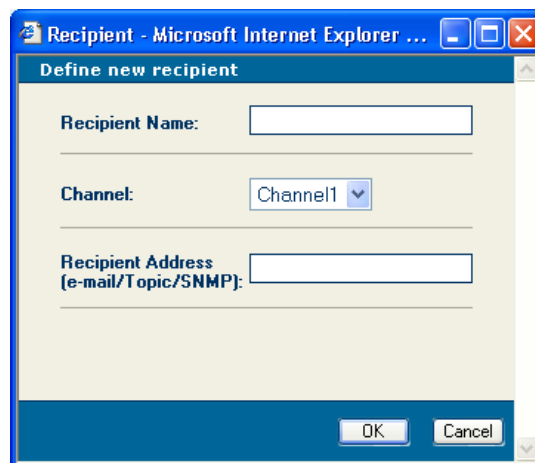 Recipient - Microsoft Internet Explorer ...
Define new recipient
Recipient Name:
Channel:
Channel1
Recipient Address
(e-mail/Topic/SNMP):
OK
Cancel